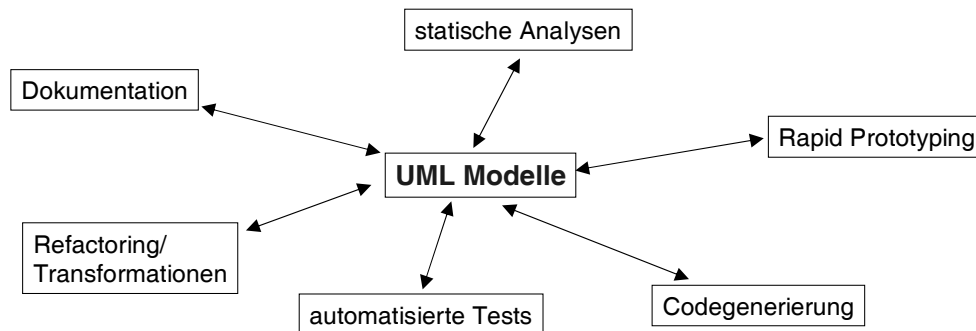 statische Analysen
Dokumentation
Rapid Prototyping
UML Modelle
Refactoring/
Transformationen
automatisierte Tests
Codegenerierung